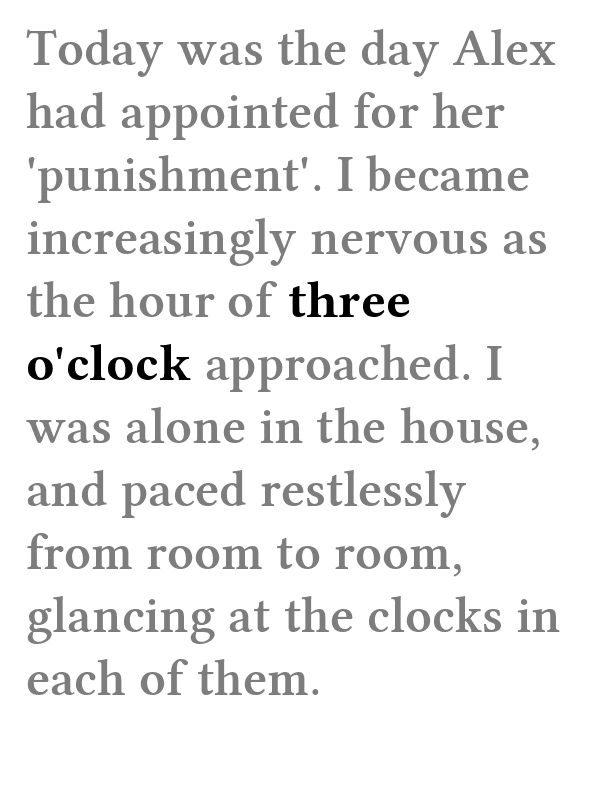 Today was the day Alex
had appointed for her
'punishment'. I became
increasingly nervous as
the hour of three
o'clock approached. I
was alone in the house,
and paced restlessly
from room to room,
glancing at the clocks in
each of them.